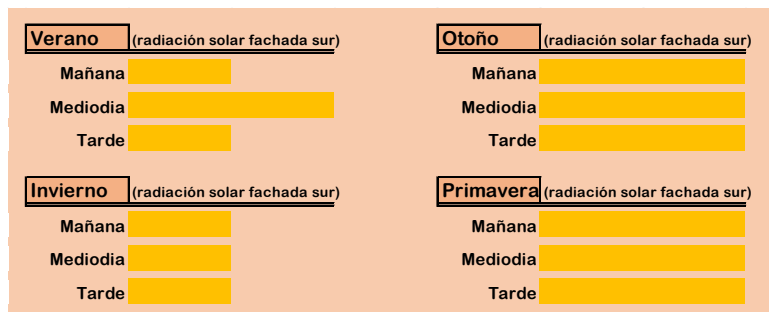 Verano (radiación solar fachada sur)
Mañana
Mediodia
Tarde
Otoño (radiación solar fachada sur)
Mañana
Mediodia
Tarde
Invierno (radiación solar fachada sur)
Mañana
Mediodia
Tarde
Primavera (radiación solar fachada sur)
Mañana
Mediodia
Tarde